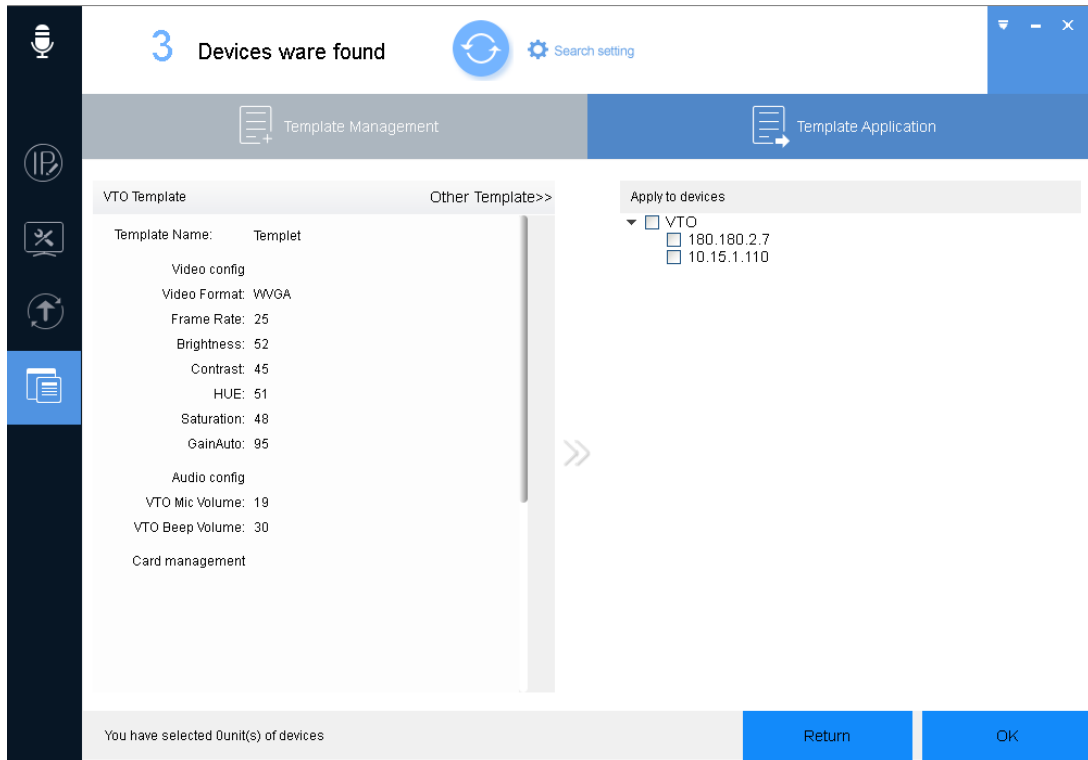 3 Devices ware found
Search setting
Template Management
Template Application
IP
VTO Template
Other Template>>
Template Name: Templet
Video config
Video Format: WVGA
Frame Rate: 25
Brightness: 52
Contrast: 45
HUE: 51
Saturation: 48
GainAuto: 95
Audio config
VTO Mic Volume: 19
VTO Beep Volume: 30
Card management
Apply to devices
VTO
180.180.2.7
10.15.1.110
You have selected 0unit(s) of devices
Return
OK